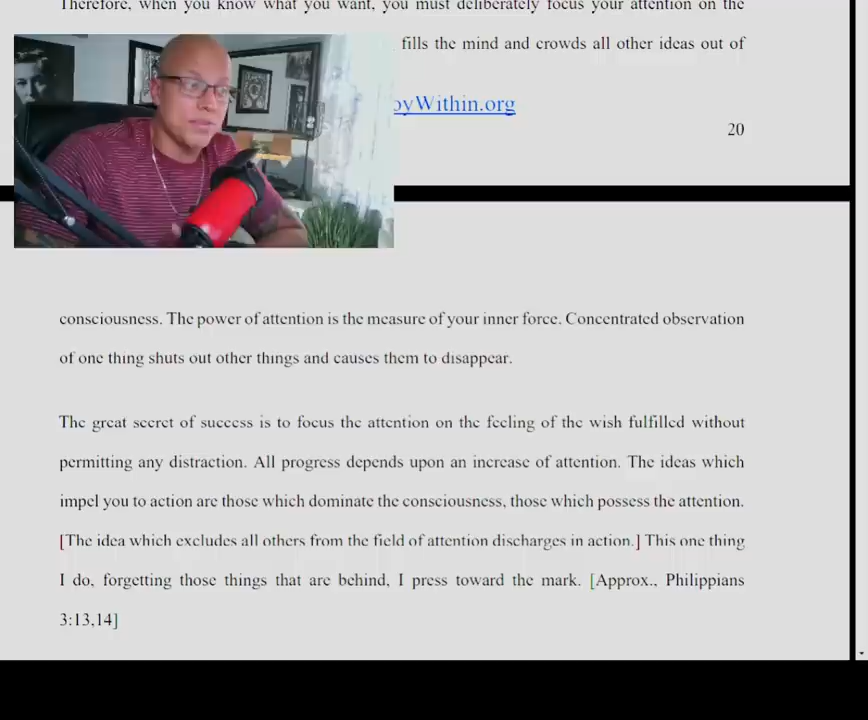 Therefore, when you know what you want, you must deliberately focus your attention on the
fills the mind and crowds all other ideas out of
oyWithin.org
20
consciousness. The power of attention is the measure of your inner force. Concentrated observation
of one thing shuts out other things and causes them to disappear.
The great secret of success is to focus the attention on the feeling of the wish fulfilled without
permitting any distraction. All progress depends upon an increase of attention. The ideas which
impel you to action are those which dominate the consciousness, those which possess the attention.
[The idea which excludes all others from the field of attention discharges in action.] This one thing
I do, forgetting those things that are behind, I press toward the mark. [Approx., Philippians
3:13,14]